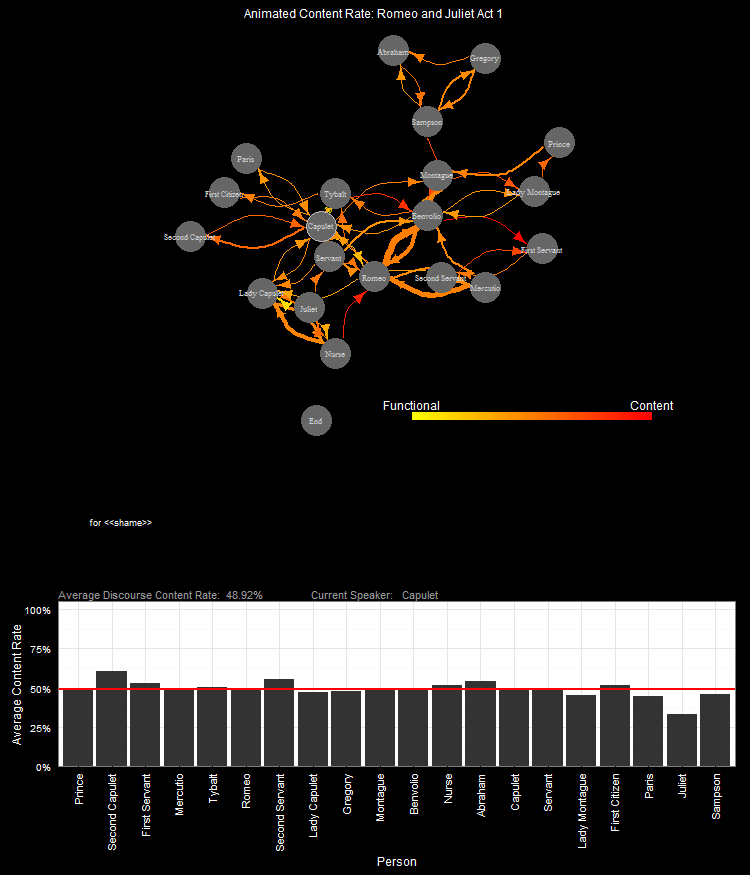 Animated Content Rate: Romeo and Juliet Act 1
Abraham
Gregory
Sampson
Prince
Paris
Montague
First Citizen
Tybalt
Lady Montague
Benvolio
Capulet
Second Capulet
First Servant
Servant
Romeo
Second Servant
Mercutio
Lady Capulet
Juliet
Nurse
Functional
Content
End
for <<shame>>
Average Discourse Content Rate: 48.92% Current Speaker: Capulet
100%
75%
50%
25%
0%
Average Content Rate
Prince
Second Capulet
First Servant
Mercutio
Tybalt
Romeo
Second Servant
Lady Capulet
Gregory
Montague
Benvolio
Nurse
Abraham
Capulet
Servant
Lady Montague
First Citizen
Paris
Juliet
Sampson
Person